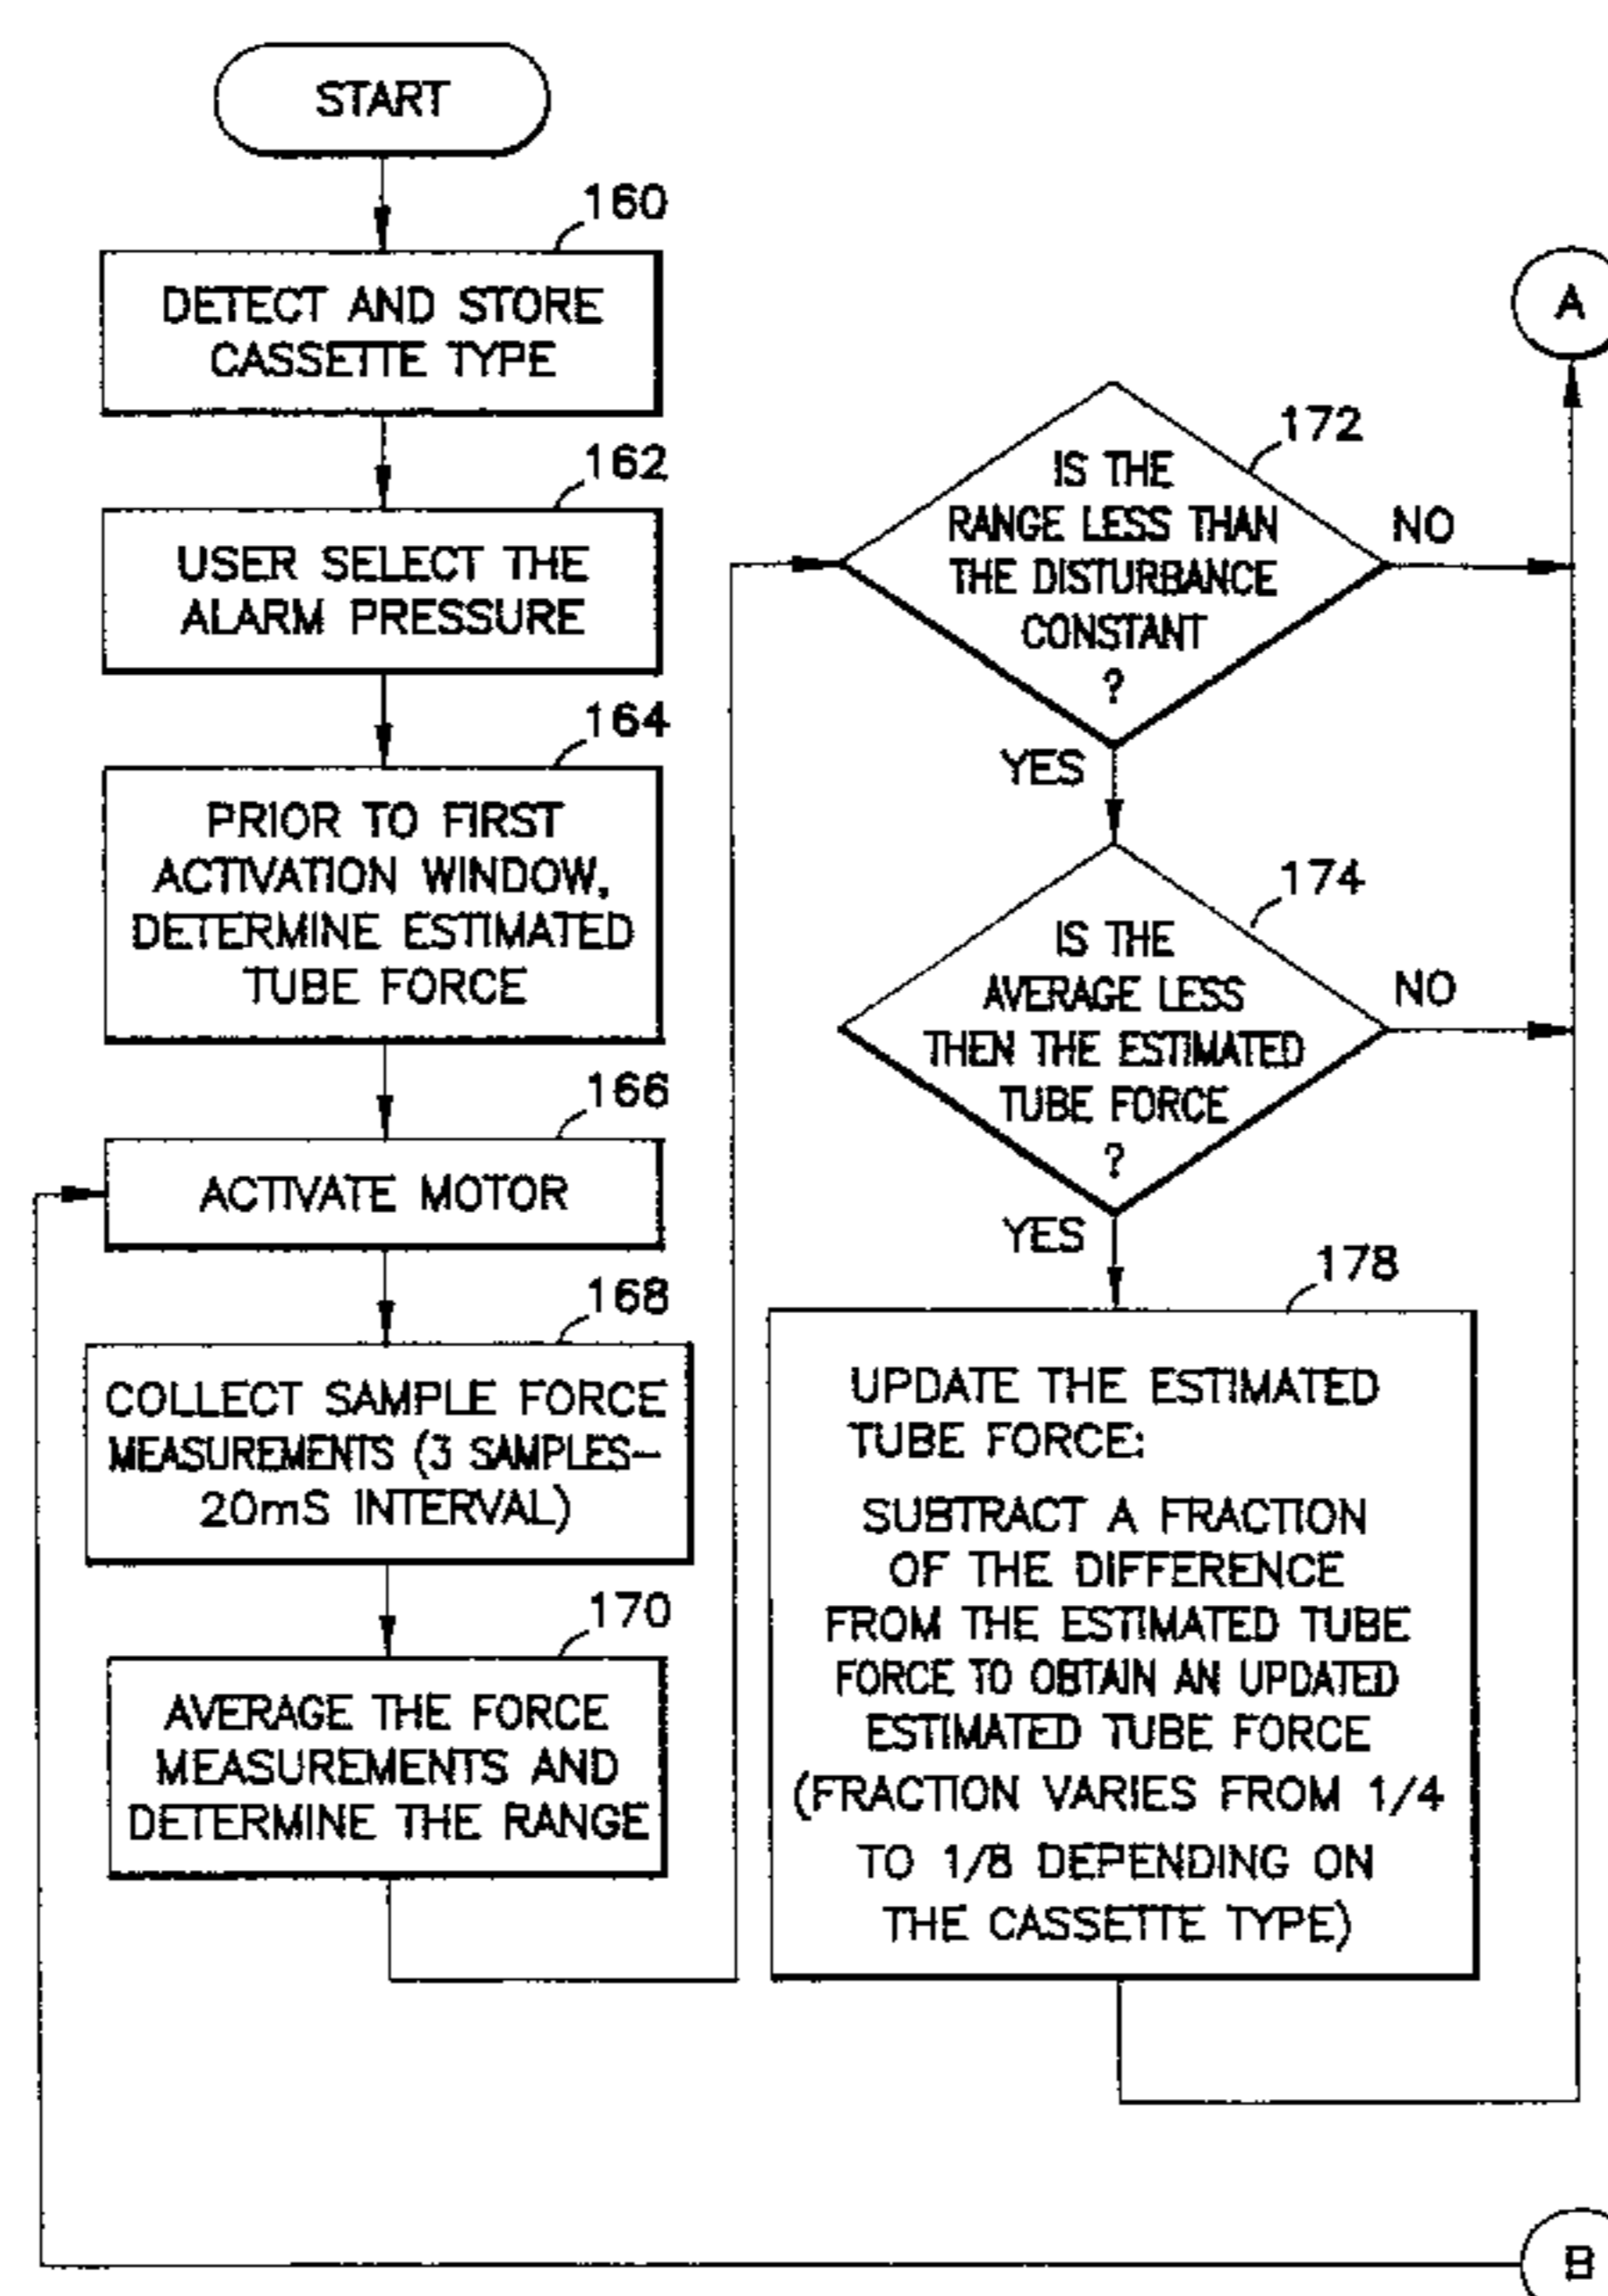 START
160
DETECT AND STORE
CASSETTE TYPE
162
USER SELECT THE
ALARM PRESSURE
164
PRIOR TO FIRST
ACTIVATION WINDOW,
DETERMINE ESTIMATED
TUBE FORCE
166
ACTIVATE MOTOR
168
COLLECT SAMPLE FORCE
MEASUREMENTS (3 SAMPLES-
20mS INTERVAL)
170
AVERAGE THE FORCE
MEASUREMENTS AND
DETERMINE THE RANGE
A
172
IS THE
RANGE LESS THAN
THE DISTURBANCE
CONSTANT
?
NO
YES
174
IS THE
AVERAGE LESS
THEN THE ESTIMATED
TUBE FORCE
?
NO
YES
178
UPDATE THE ESTIMATED
TUBE FORCE:
SUBTRACT A FRACTION
OF THE DIFFERENCE
FROM THE ESTIMATED TUBE
FORCE TO OBTAIN AN UPDATED
ESTIMATED TUBE FORCE
(FRACTION VARIES FROM 1/4
TO 1/8 DEPENDING ON
THE CASSETTE TYPE)
B